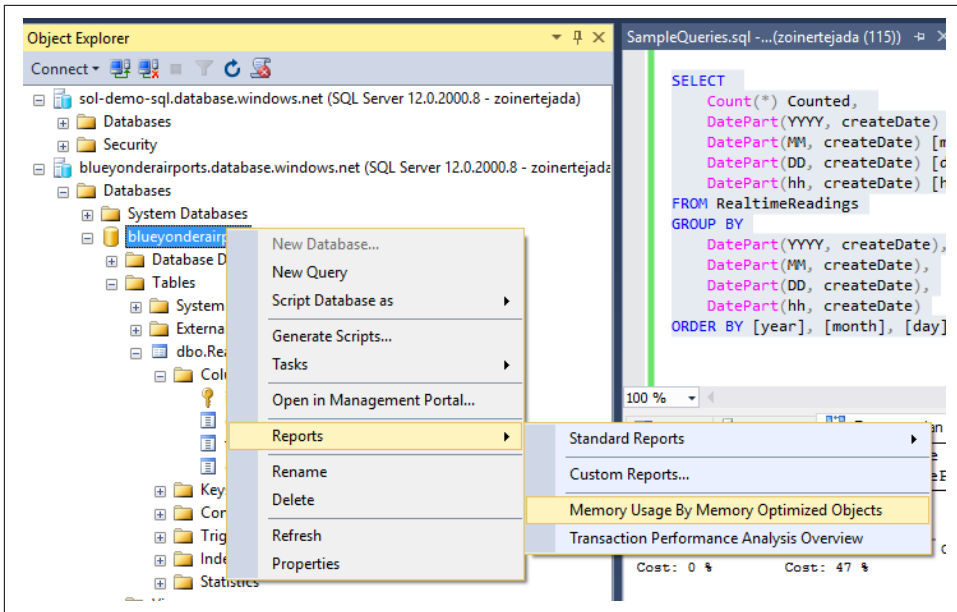 Object Explorer
Connect
sol-demo-sql.database.windows.net (SQL Server 12.0.2000.8 - zoinertejada)
Databases
Security
blueyonderairports.database.windows.net (SQL Server 12.0.2000.8 - zoinertejada
Databases
System Databases
blueyonderairp
Database D
Tables
System
Externa
dbo.Rea
Colu
Key
Con
Trig
Inde
Statistics
New Database...
New Query
Script Database as
Generate Scripts...
Tasks
Open in Management Portal...
Reports
Rename
Delete
Refresh
Properties
Standard Reports
Custom Reports...
Memory Usage By Memory Optimized Objects
Transaction Performance Analysis Overview
SampleQueries.sql -...(zoinertejada (115))
SELECT
Count(*) Counted,
DatePart(YYYY, createDate)
DatePart(MM, createDate) [m
DatePart(DD, createDate) [d
DatePart(hh, createDate) [h
FROM RealtimeReadings
GROUP BY
DatePart(YYYY, createDate),
DatePart(MM, createDate),
DatePart(DD, createDate),
DatePart(hh, createDate)
ORDER BY [year], [month], [day]
100 %
Cost: 0 % Cost: 47 %